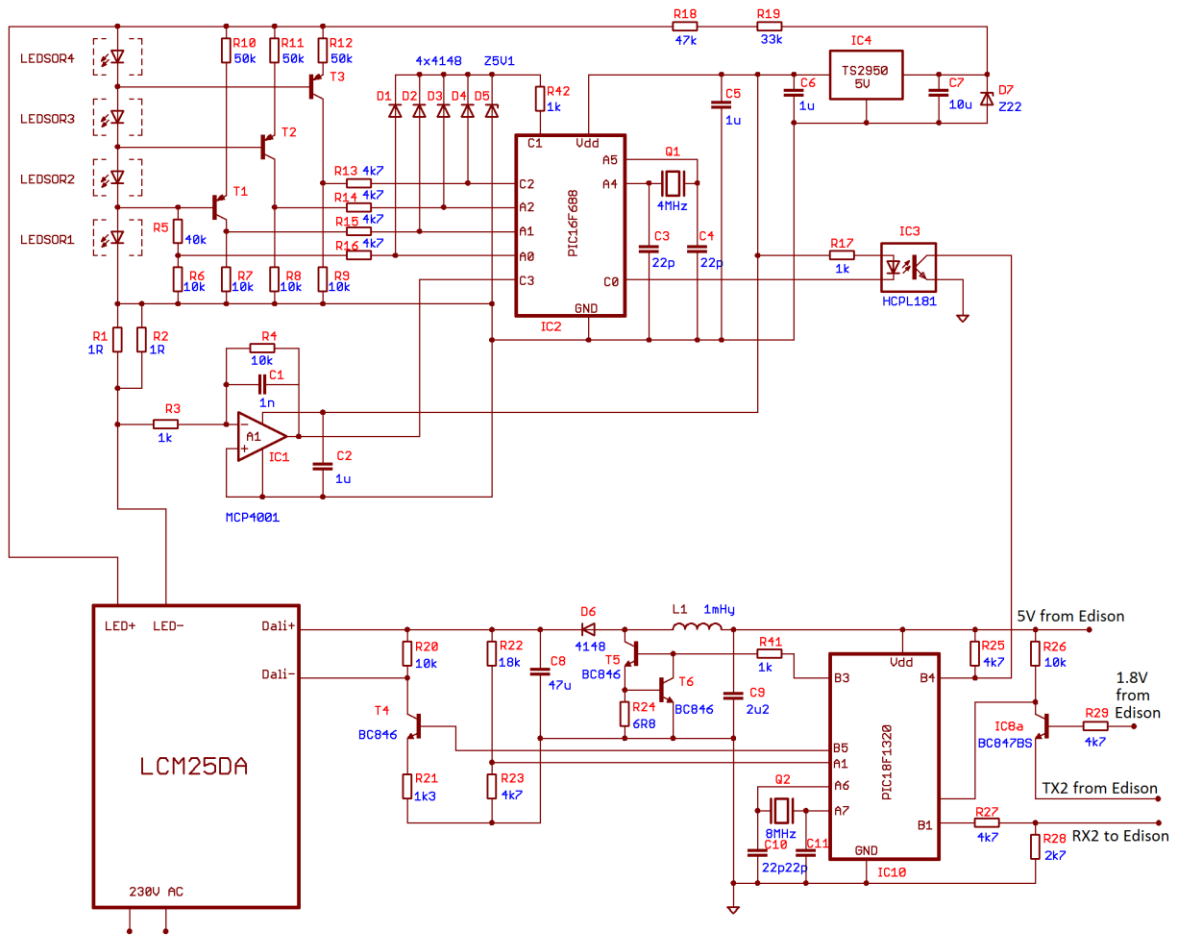 R18
47k
R19
33k
IC4
TS2950
5V
LEDSOR4
R10
50k
R11
50k
R12
50k
T3
4x4148
Z5V1
D1
D2
D3
D4
D5
R42
1k
C5
1u
C6
1u
C7
10u
D7
Z22
LEDSOR3
T2
C1
Vdd
LEDSOR2
T1
R13
4k7
R14
4k7
R15
4k7
R16
4k7
C2
A2
A1
A0
C3
PIC16F688
A5
A4
C0
GND
IC2
Q1
4MHz
C3
22p
C4
22p
LEDSOR1
R5
40k
R6
10k
R7
10k
R8
10k
R9
10k
R17
1k
IC3
HCPL181
R1
1R
R2
1R
R4
10k
C1
1n
R3
1k
-
A1
+
IC1
C2
1u
MCP4001
LED+
LED-
Dali+
Dali-
LCM25DA
230V AC
R20
10k
R22
18k
C8
47u
D6
4148
L1
1mHy
T5
BC846
T6
BC846
R24
6R8
R41
1k
C9
2u2
T4
BC846
R21
1k3
R23
4k7
Q2
8MHz
C10
22p
C11
22p
Vdd
B3
B4
B5
A1
A6
A7
B1
PIC18F1320
GND
IC10
R25
4k7
R26
10k
5V from Edison
1.8V
from
Edison
IC8a
BC847BS
R29
4k7
TX2 from Edison
R27
4k7
RX2 to Edison
R28
2k7